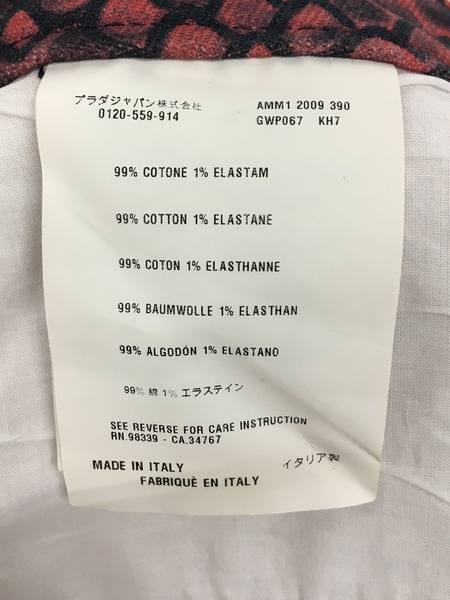 プラダジャパン株式会社
0120-559-914
AMM1 2009 390
GWP067 KH7
99% COTONE 1% ELASTAM
99% COTTON 1% ELASTANE
99% COTON 1% ELASTHANNE
99% BAUMWOLLE 1% ELASTHAN
99% ALGODÓN 1% ELASTANO
99% 綿 1% エラステイン
SEE REVERSE FOR CARE INSTRUCTION
RN.98339 - CA.34767
MADE IN ITALY
イタリア製
FABRIQUÈ EN ITALY